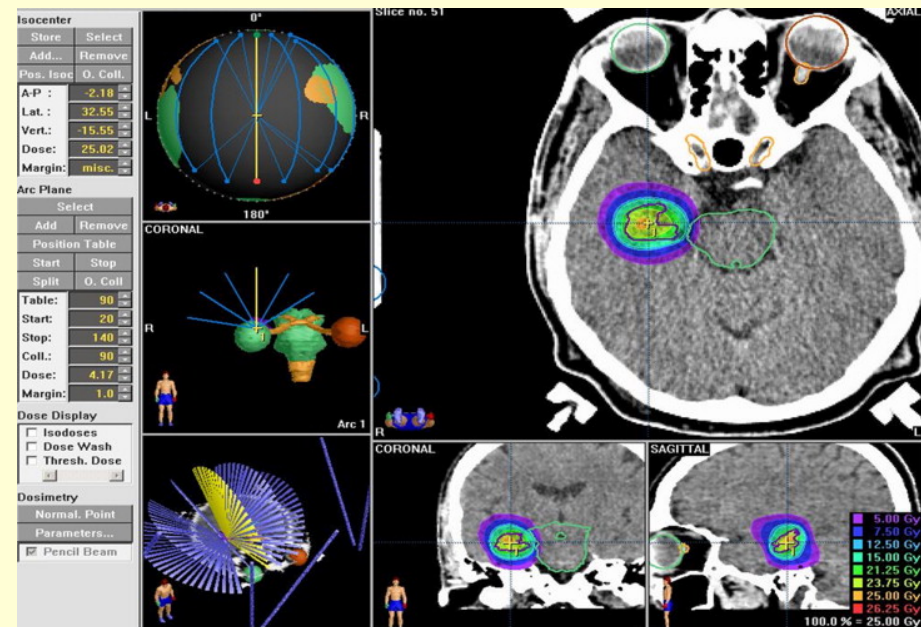 Isocenter
Store Select
Add... Remove
Pos. Isoc O. Coll.
A-P : -2.18
Lat. : 32.55
Vert.: -15.55
Dose: 25.02
Margin: misc.
Arc Plane
Select
Add Remove
Position Table
Start Stop
Split O. Coll
Table: 90
Start: 20
Stop: 140
Coll.: 90
Dose: 4.17
Margin: 1.0
Dose Display
Isodoses
Dose Wash
Thresh. Dose
Dosimetry
Normal. Point
Parameters...
Pencil Beam
0°
L R
180°
CORONAL
R L
Arc 1
Slice no. 51 AXIAL
R L
CORONAL
SAGITTAL
5.00 Gy
7.50 Gy
12.50 Gy
15.00 Gy
21.25 Gy
23.75 Gy
25.00 Gy
26.25 Gy
100.0 % = 25.00 Gy